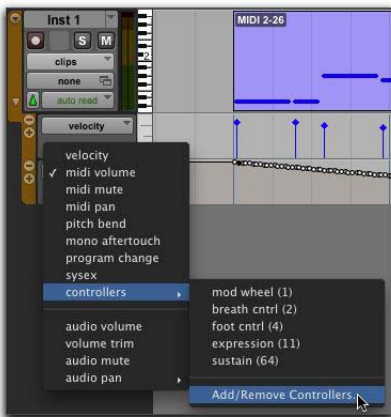 Inst 1
MIDI 2-26
S M
clips
none
auto read
velocity
velocity
✓ midi volume
midi mute
midi pan
pitch bend
mono aftertouch
program change
sysex
controllers
mod wheel (1)
breath cntrl (2)
foot cntrl (4)
expression (11)
sustain (64)
Add/Remove Controllers...
audio volume
volume trim
audio mute
audio pan